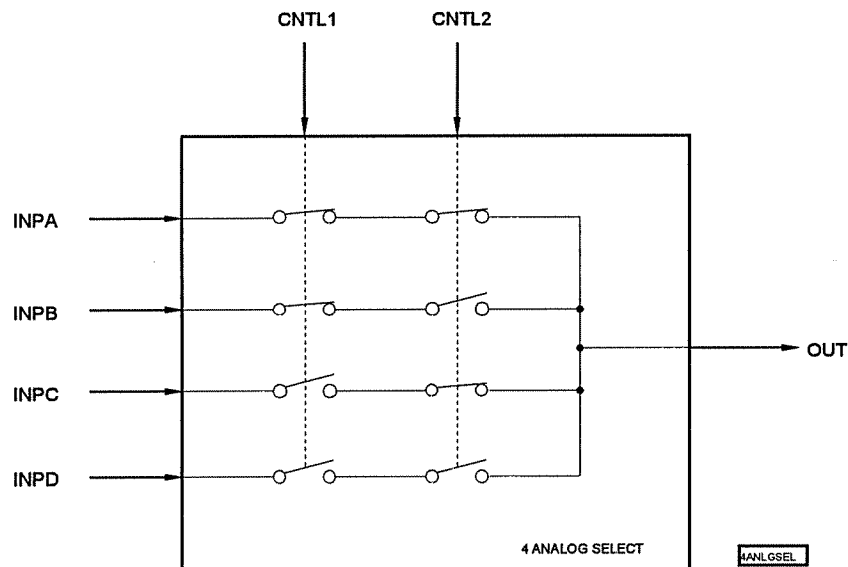 CNTL1 CNTL2
INPA
INPB
OUT
INPC
INPD
4 ANALOG SELECT
4ANLGSEL